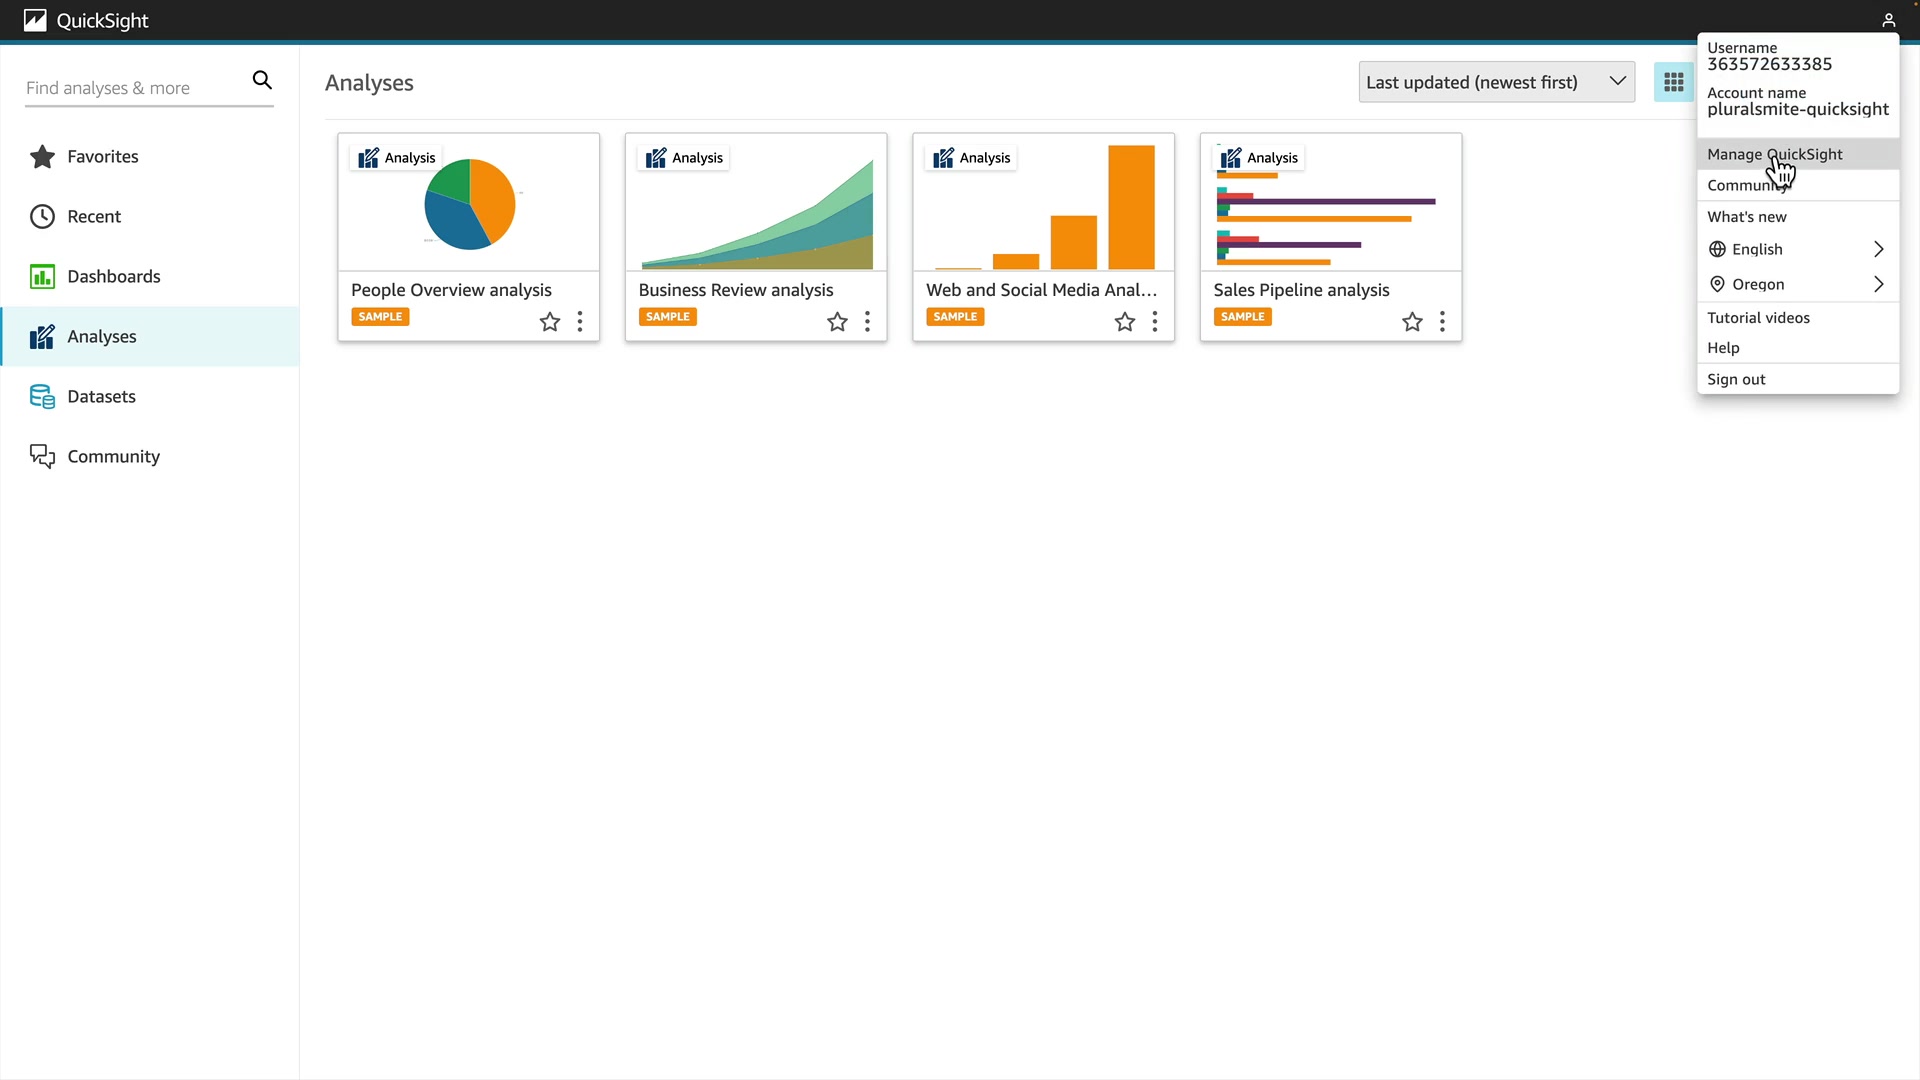 QuickSight
Find analyses & more
Favorites
Recent
Dashboards
Analyses
Datasets
Community
Analyses
Last updated (newest first)
Analysis
People Overview analysis
SAMPLE
Analysis
Business Review analysis
SAMPLE
Analysis
Web and Social Media Anal...
SAMPLE
Analysis
Sales Pipeline analysis
SAMPLE
Username
363572633385
Account name
pluralsmite-quicksight
Manage QuickSight
Community
What's new
English
Oregon
Tutorial videos
Help
Sign out